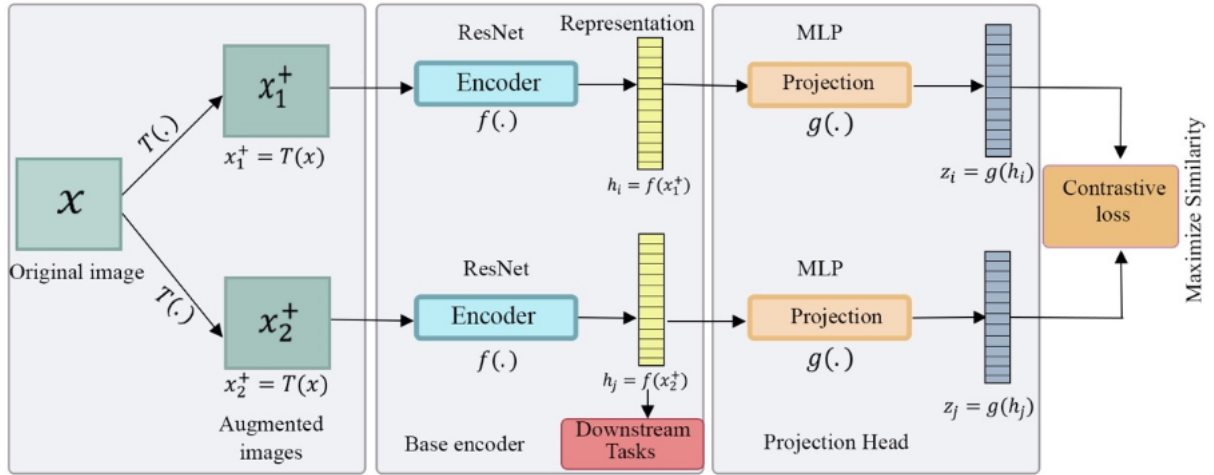 x
Original image
T(.)
T(.)
x₁⁺
x₁⁺ = T(x)
x₂⁺
x₂⁺ = T(x)
Augmented
images
ResNet
Encoder
f(.)
Representation
hᵢ = f(x₁⁺)
ResNet
Encoder
f(.)
hⱼ = f(x₂⁺)
Base encoder
Downstream
Tasks
MLP
Projection
g(.)
zᵢ = g(hᵢ)
MLP
Projection
g(.)
zⱼ = g(hⱼ)
Projection Head
Contrastive
loss
Maximize Similarity